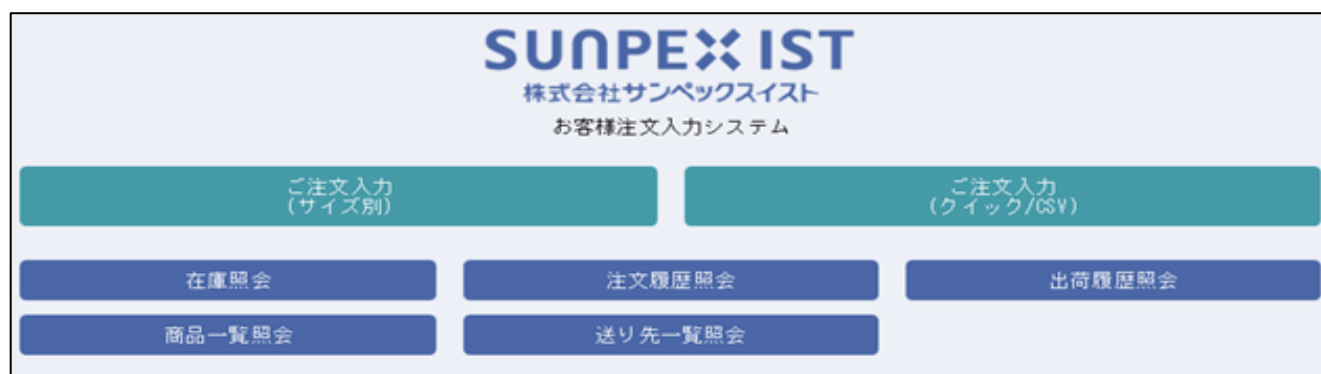 SUNPEX IST
株式会社サンペックスイスト
お客様注文入力システム
ご注文入力
(サイズ別)
ご注文入力
(クイック/CSV)
在庫照会
注文履歴照会
出荷履歴照会
商品一覧照会
送り先一覧照会